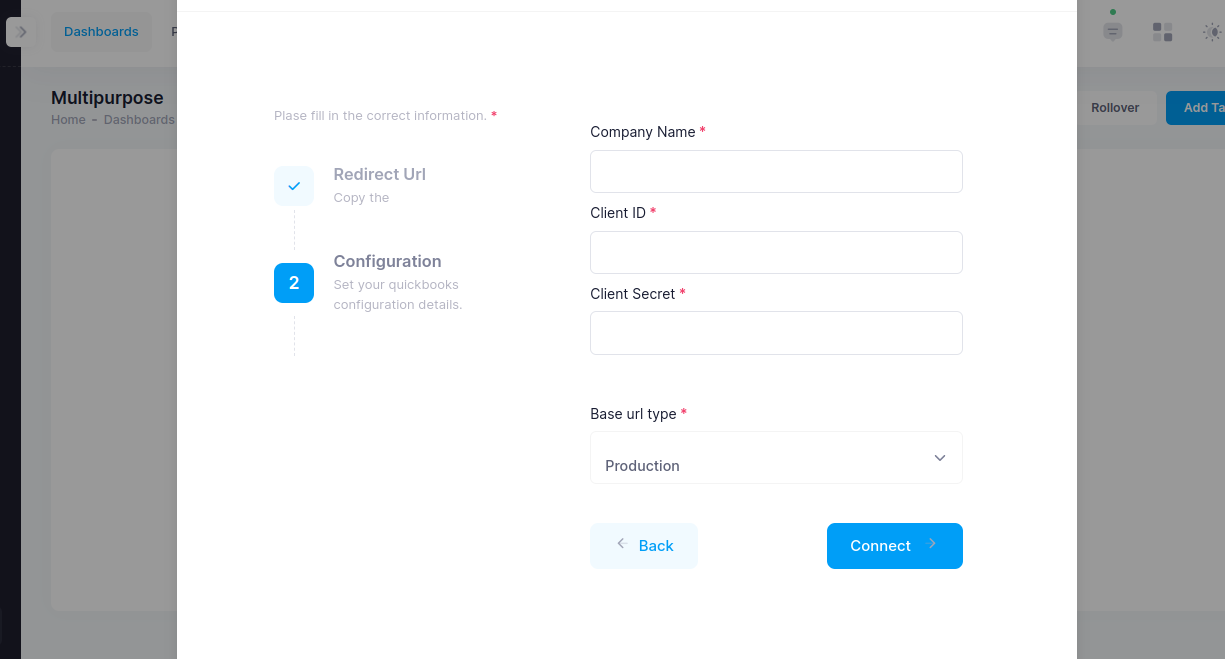 Dashboards
P
Multipurpose
Home - Dashboards
Rollover
Add Ta
Plase fill in the correct information. *
Redirect Url
Copy the
2
Configuration
Set your quickbooks
configuration details.
Company Name *
Client ID *
Client Secret *
Base url type *
Production
Back
Connect